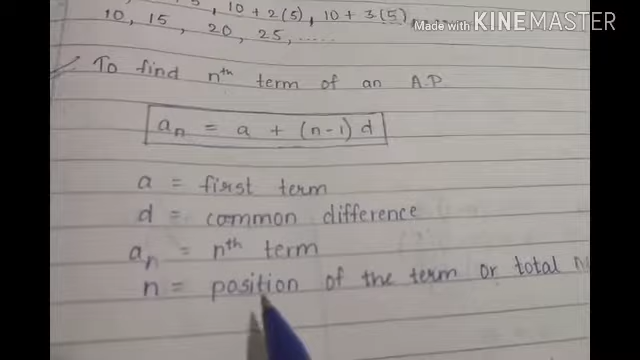 , 10 + 2(5), 10 + 3(5)
10, 15, 20, 25, .....
Made with KINEMASTER
To find nth term of an A.P
an = a + (n-1) d
a = first term
d = common difference
an = nth term
n = position of the term or total